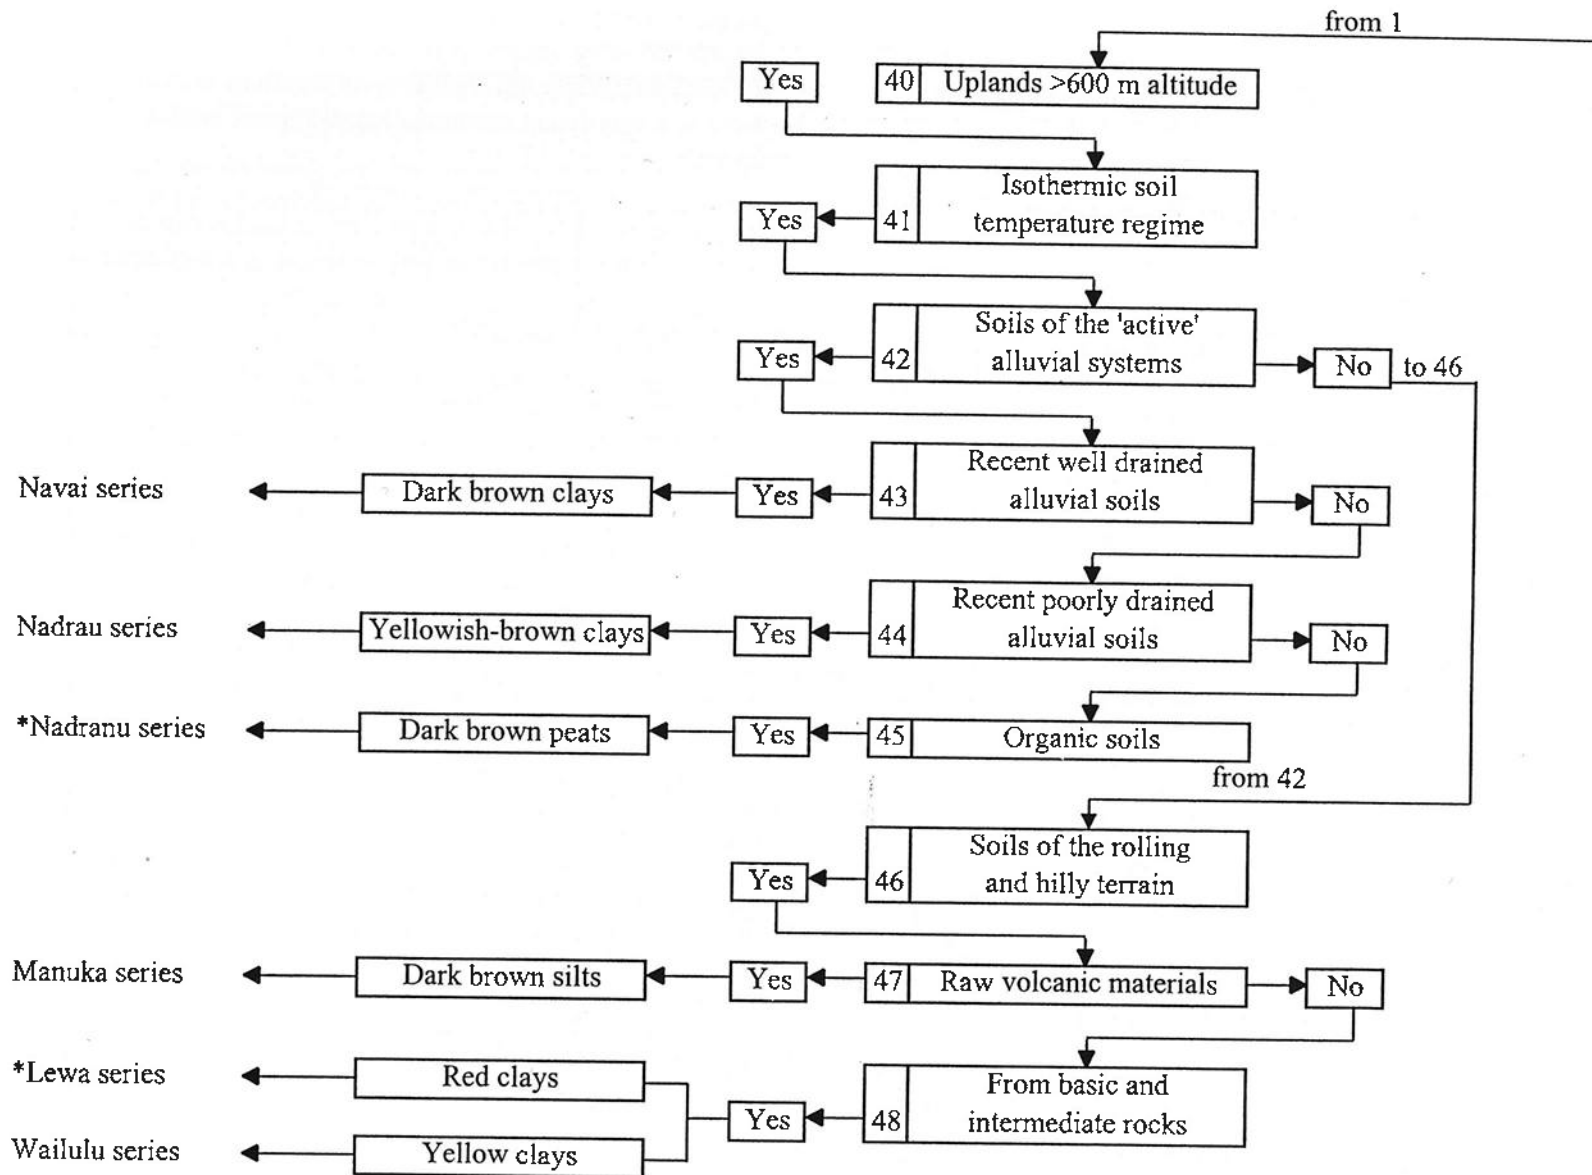 from 1
Yes
40 Uplands >600 m altitude
Isothermic soil
Yes
41 temperature regime
Soils of the 'active'
Yes
42 alluvial systems
No
to 46
Recent well drained
Navai series
Dark brown clays
Yes
43 alluvial soils
No
Recent poorly drained
Nadrau series
Yellowish-brown clays
Yes
44 alluvial soils
No
*Nadranu series
Dark brown peats
Yes
45 Organic soils
from 42
Soils of the rolling
Yes
46 and hilly terrain
Manuka series
Dark brown silts
Yes
47 Raw volcanic materials
No
*Lewa series
Red clays
From basic and
Yes
48 intermediate rocks
Wailulu series
Yellow clays